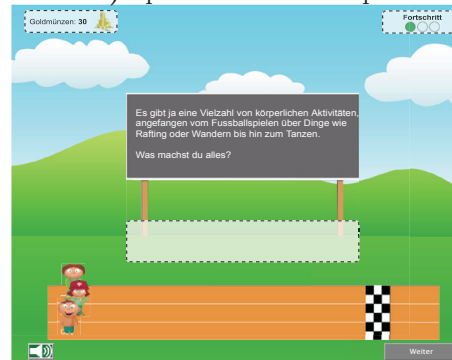 Goldmünzen: 30
Fortschritt
Es gibt ja eine Vielzahl von körperlichen Aktivitäten,
angefangen vom Fussballspielen über Dinge wie
Rafting oder Wandern bis hin zum Tanzen.
Was machst du alles?
Weiter